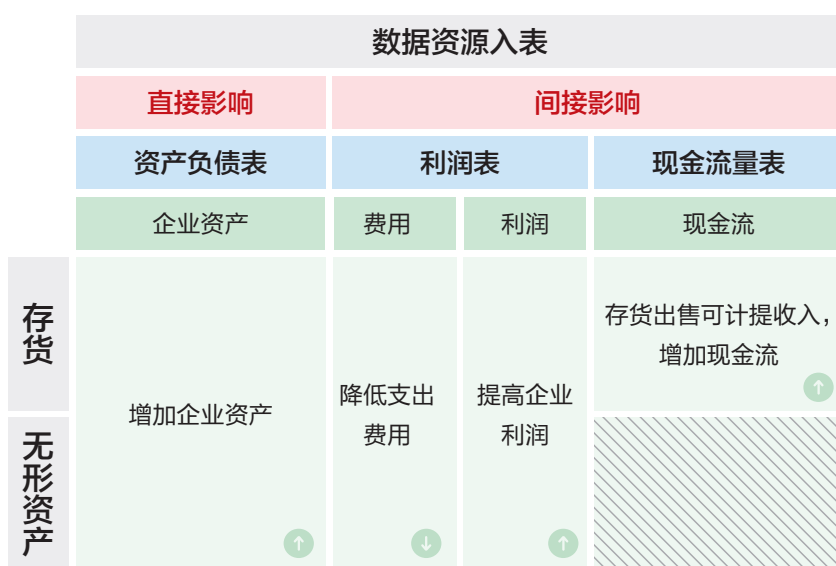 数据资源入表
直接影响
间接影响
资产负债表
利润表
现金流量表
企业资产
费用
利润
现金流
存货
增加企业资产
降低支出
费用
提高企业
利润
存货出售可计提收入，
增加现金流
无形资产